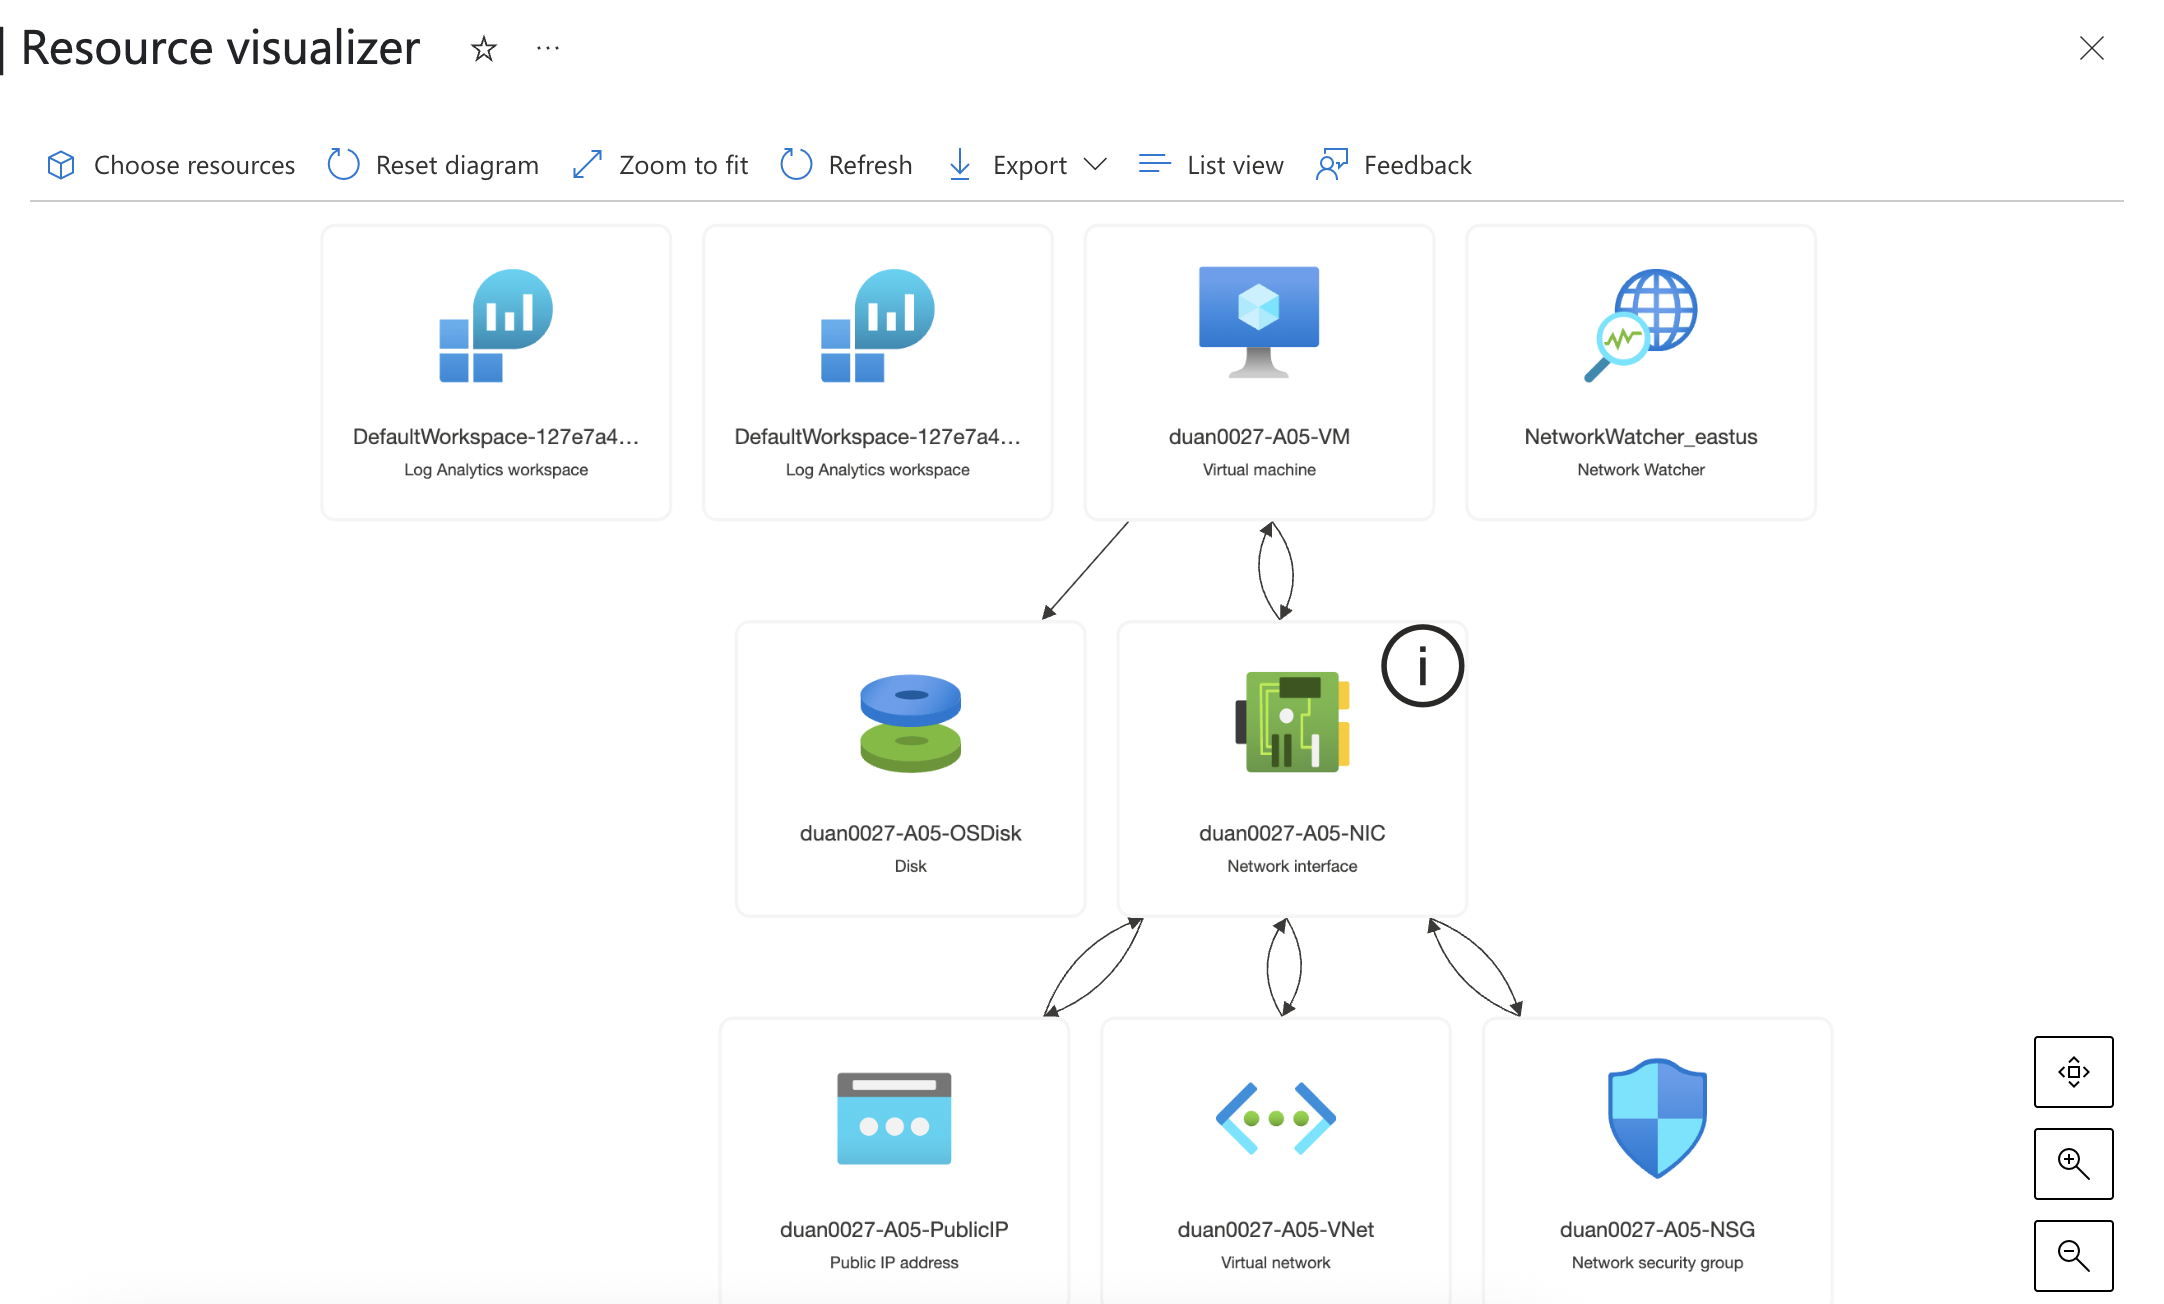 Resource visualizer
Choose resources
Reset diagram
Zoom to fit
Refresh
Export
List view
Feedback
DefaultWorkspace-127e7a4...
Log Analytics workspace
DefaultWorkspace-127e7a4...
Log Analytics workspace
duan0027-A05-VM
Virtual machine
NetworkWatcher_eastus
Network Watcher
duan0027-A05-OSDisk
Disk
duan0027-A05-NIC
Network interface
duan0027-A05-PublicIP
Public IP address
duan0027-A05-VNet
Virtual network
duan0027-A05-NSG
Network security group